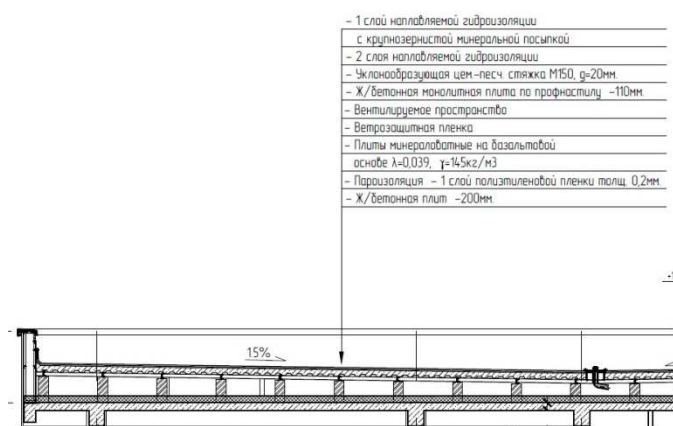 - 1 слой наплавляемой гидроизоляции
с крупнозернистой минеральной посыпкой
- 2 слоя наплавляемой гидроизоляции
- Уклонообразующая цем.-песч. стяжка М150, g=20мм.
- Ж/бетонная монолитная плита по профнастилу -110мм.
- Вентилируемое пространство
- Ветрозащитная пленка
- Плиты минераловатные на базальтовой
основе λ=0,039, γ=145кг/м3
- Пароизоляция - 1 слой полиэтиленовой пленки толщ. 0,2мм.
- Ж/бетонная плит -200мм.
1.5%